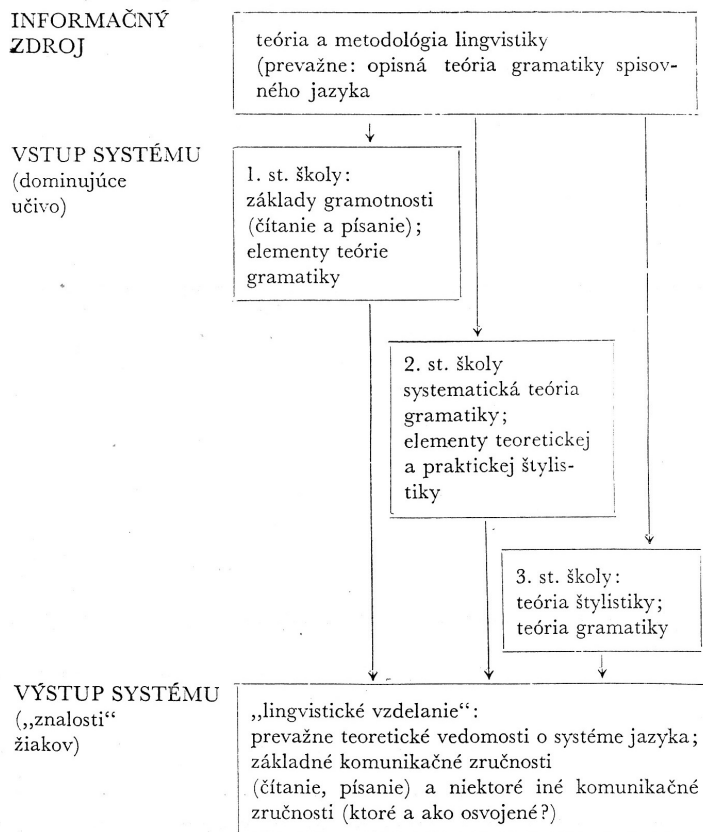 INFORMAČNÝ
ZDROJ
teória a metodológia lingvistiky
(prevažne: opisná teória gramatiky spisov-
ného jazyka
VSTUP SYSTÉMU
(dominujúce
učivo)
1. st. školy:
základy gramotnosti
(čítanie a písanie);
elementy teórie
gramatiky
2. st. školy
systematická teória
gramatiky;
elementy teoretickej
a praktickej štylis-
tiky
3. st. školy:
teória štylistiky;
teória gramatiky
VÝSTUP SYSTÉMU
(„znalosti“
žiakov)
„lingvistické vzdelanie“:
prevažne teoretické vedomosti o systéme jazyka;
základné komunikačné zručnosti
(čítanie, písanie) a niektoré iné komunikačné
zručnosti (ktoré a ako osvojené?)